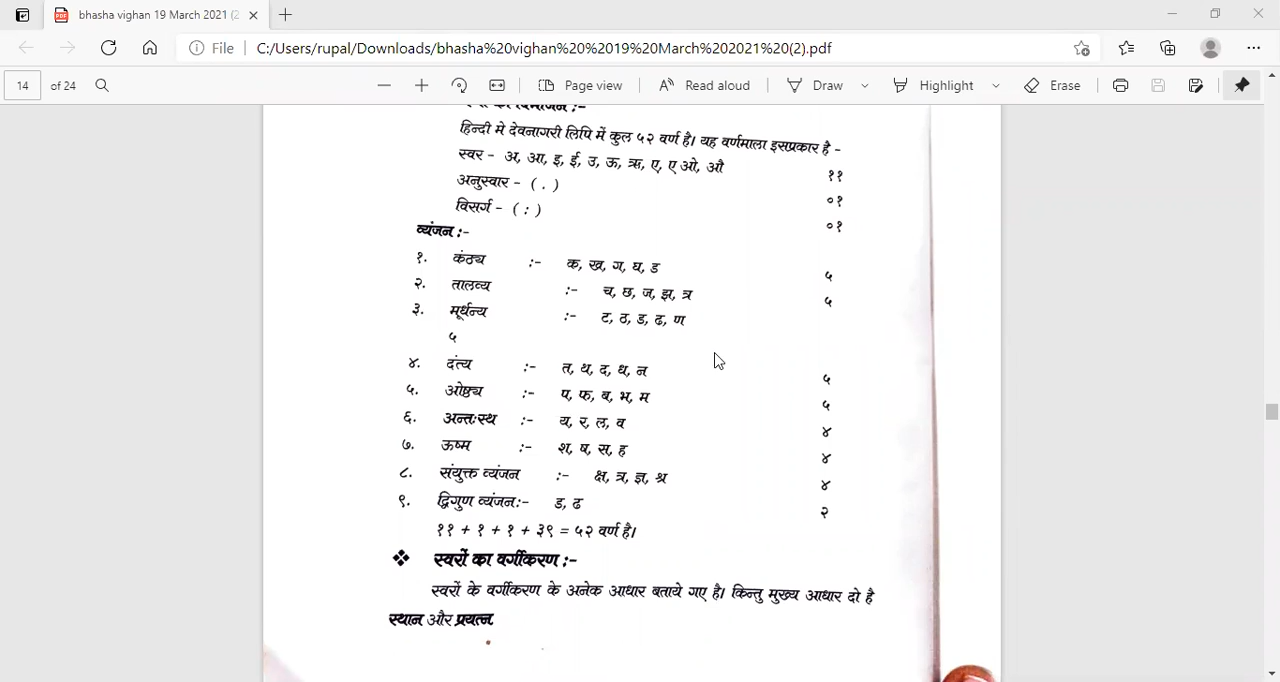 bhasha vighan 19 March 2021 (2
File C:/Users/rupal/Downloads/bhasha%20vighan%20%2019%20March%202021%20(2).pdf
14 of 24 Page view Read aloud Draw Highlight Erase
हिन्दी मे देवनागरी लिपि में कुल ५२ वर्ण है। यह वर्णमाला इसप्रकार है -
स्वर - अ, आ, इ, ई, उ, ऊ, ऋ, ए, ए ओ, औ ११
अनुस्वार - ( . ) ०१
विसर्ग - ( : ) ०१
व्यंजन :-
१. कंठ्य :- क, ख, ग, घ, ड ५
२. तालव्य :- च, छ, ज, झ, त्र ५
३. मूर्धन्य :- ट, ठ, ड, ढ, ण
५
४. दंत्य :- त, थ, द, ध, न ५
५. ओष्ठ्य :- प, फ, ब, भ, म ५
६. अन्तःस्थ :- य, र, ल, व ४
७. ऊष्म :- श, ष, स, ह ४
८. संयुक्त व्यंजन :- क्ष, त्र, ज्ञ, श्र ४
९. द्विगुण व्यंजन:- ड, ढ २
११ + १ + १ + ३९ = ५२ वर्ण है।
❖ स्वरों का वर्गीकरण :-
स्वरों के वर्गीकरण के अनेक आधार बताये गए है। किन्तु मुख्य आधार दो है
स्थान और प्रयत्न